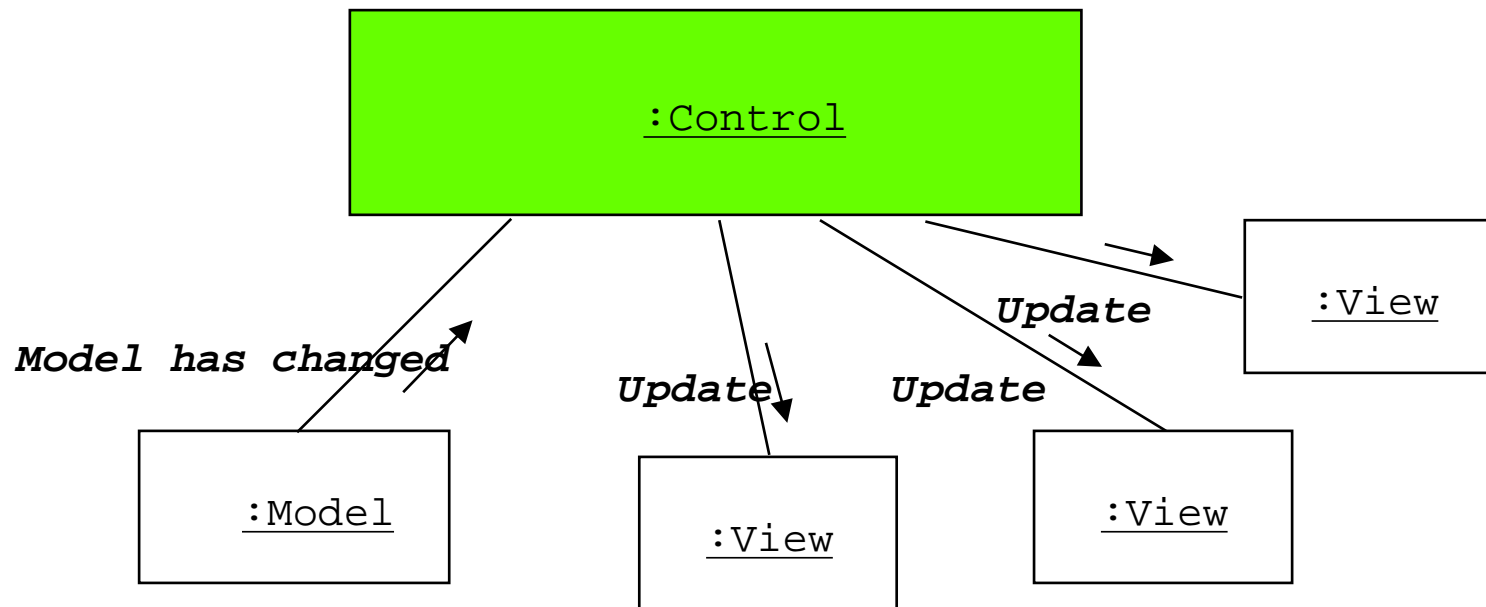 :Control
:View
Update
Model has changed
Update
Update
:Model
:View
:View